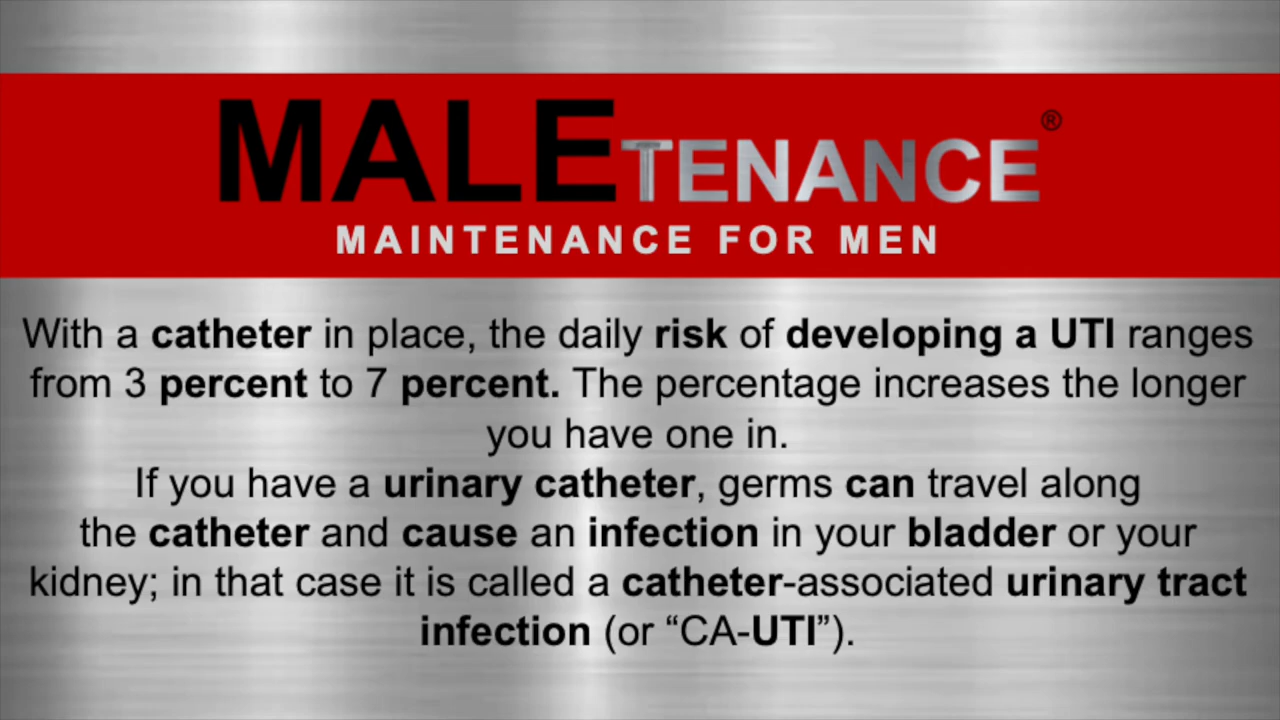 MALETENANCE®
MAINTENANCE FOR MEN
With a catheter in place, the daily risk of developing a UTI ranges
from 3 percent to 7 percent. The percentage increases the longer
you have one in.
If you have a urinary catheter, germs can travel along
the catheter and cause an infection in your bladder or your
kidney; in that case it is called a catheter-associated urinary tract
infection (or “CA-UTI”).